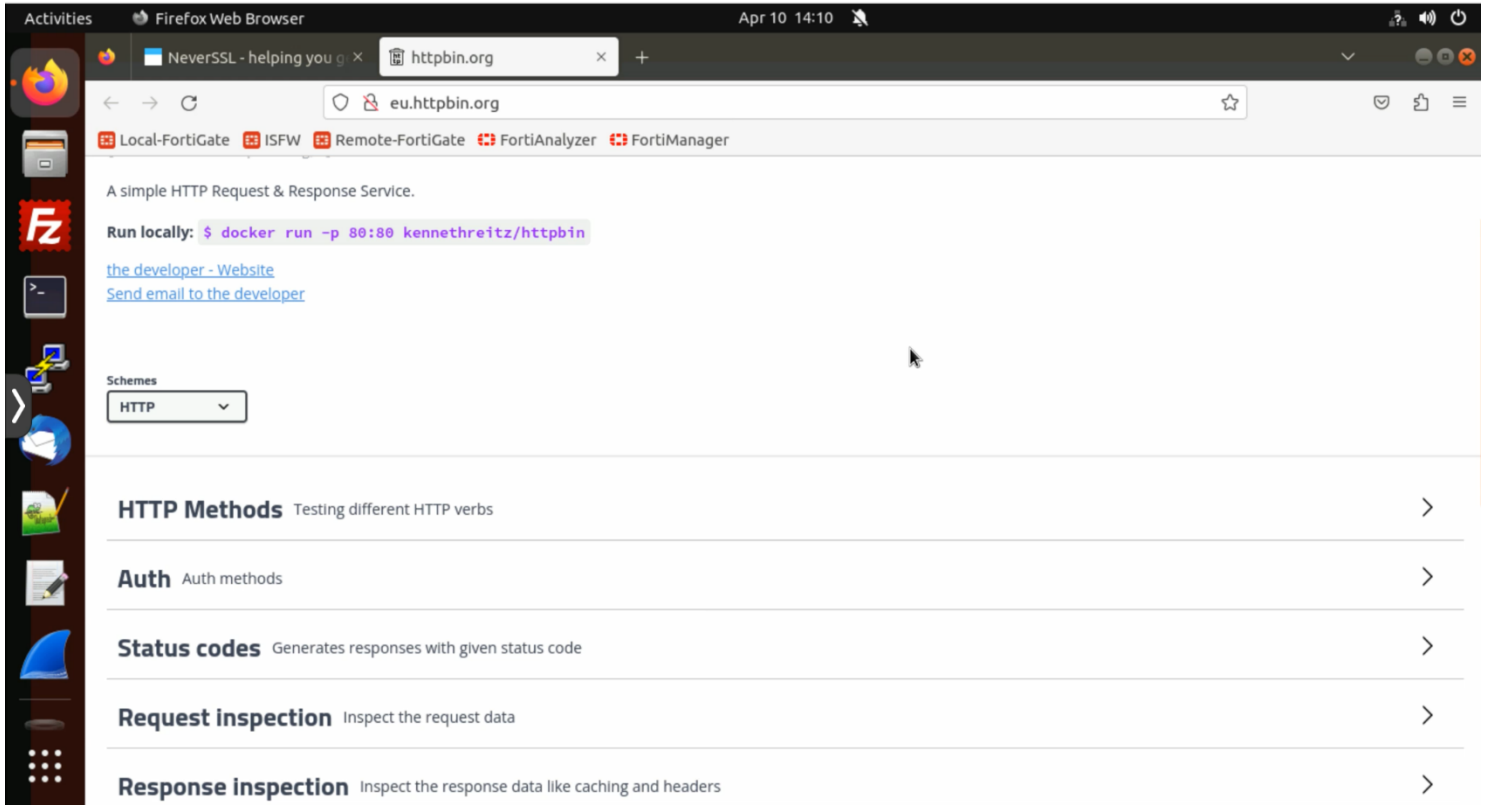 Activities Firefox Web Browser Apr 10 14:10
NeverSSL - helping you g × httpbin.org × +
eu.httpbin.org
Local-FortiGate ISFW Remote-FortiGate FortiAnalyzer FortiManager
A simple HTTP Request & Response Service.
Run locally: $ docker run -p 80:80 kennethreitz/httpbin
the developer - Website
Send email to the developer
Schemes
HTTP
HTTP Methods Testing different HTTP verbs
Auth Auth methods
Status codes Generates responses with given status code
Request inspection Inspect the request data
Response inspection Inspect the response data like caching and headers